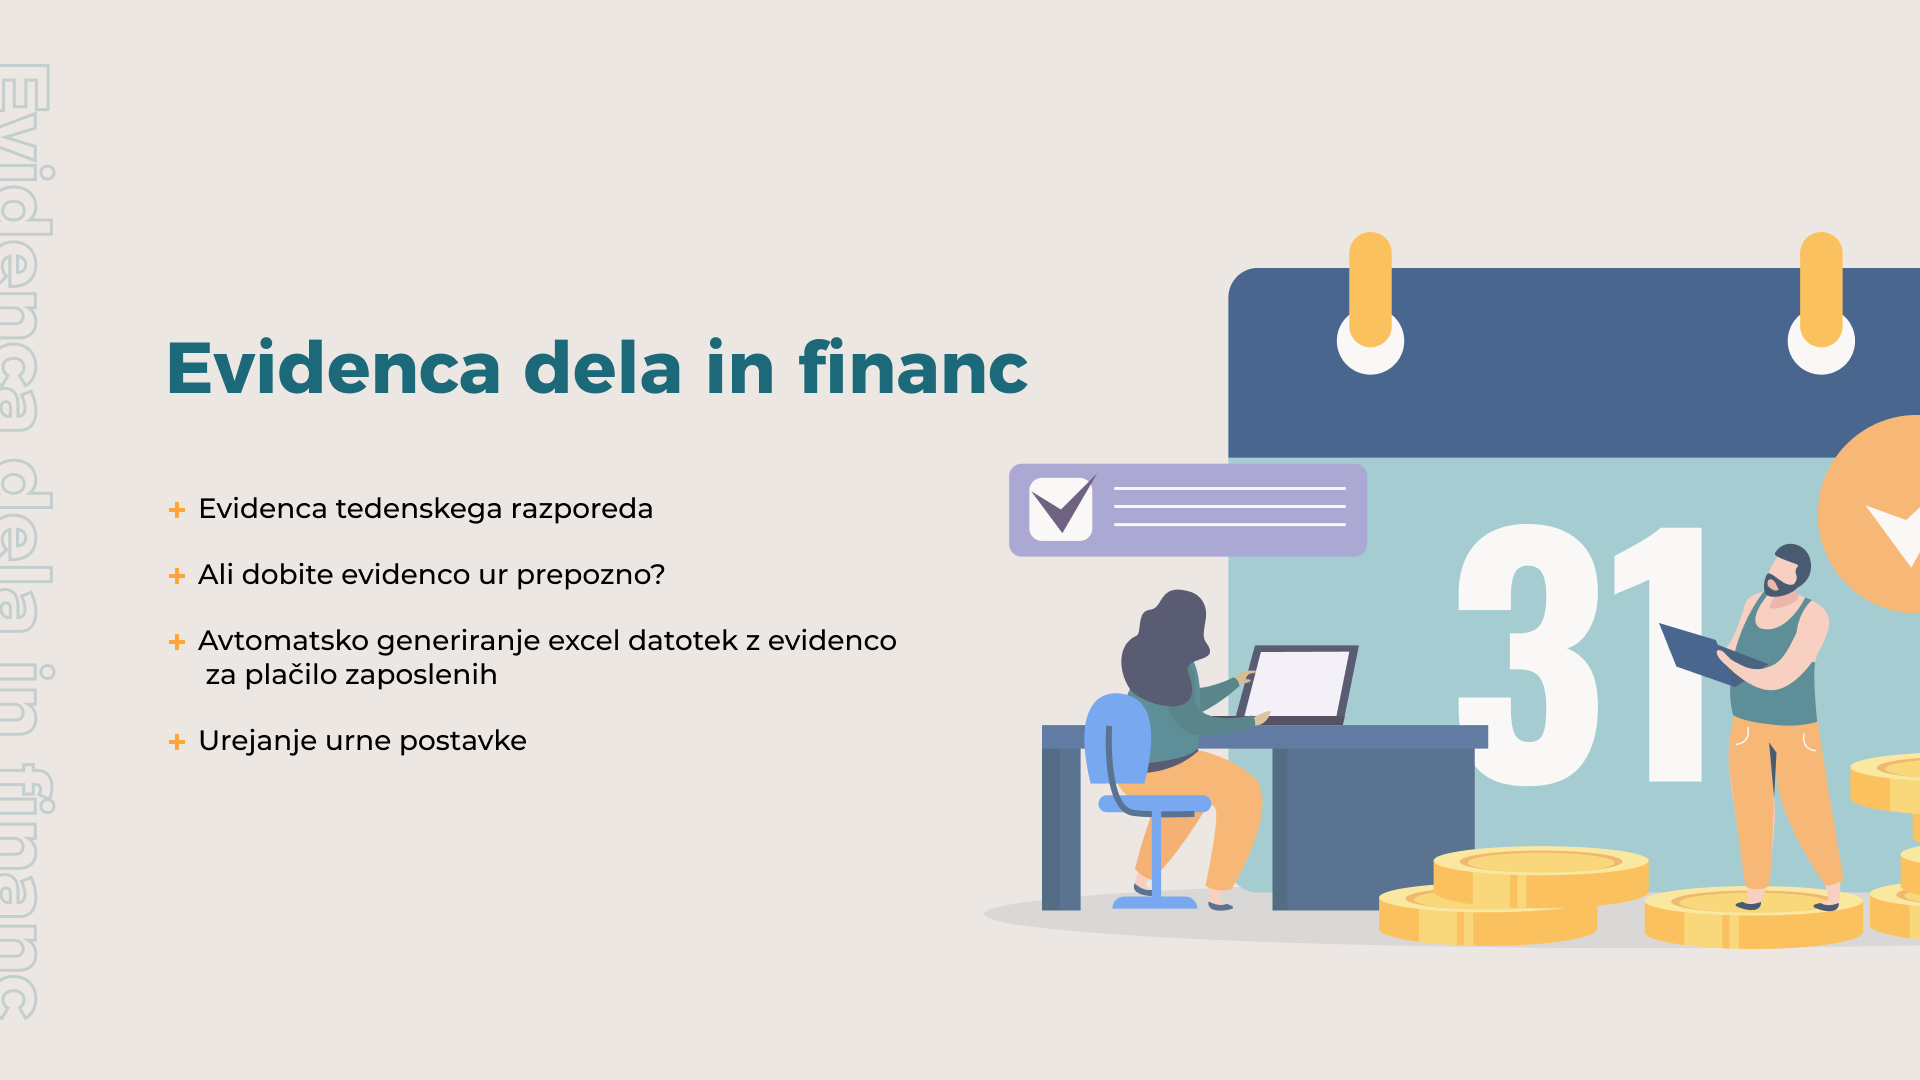 Evidenca dela in financ
Evidenca dela in financ
+ Evidenca tedenskega razporeda
+ Ali dobite evidenco ur prepozno?
+ Avtomatsko generiranje excel datotek z evidenco
za plačilo zaposlenih
+ Urejanje urne postavke
31